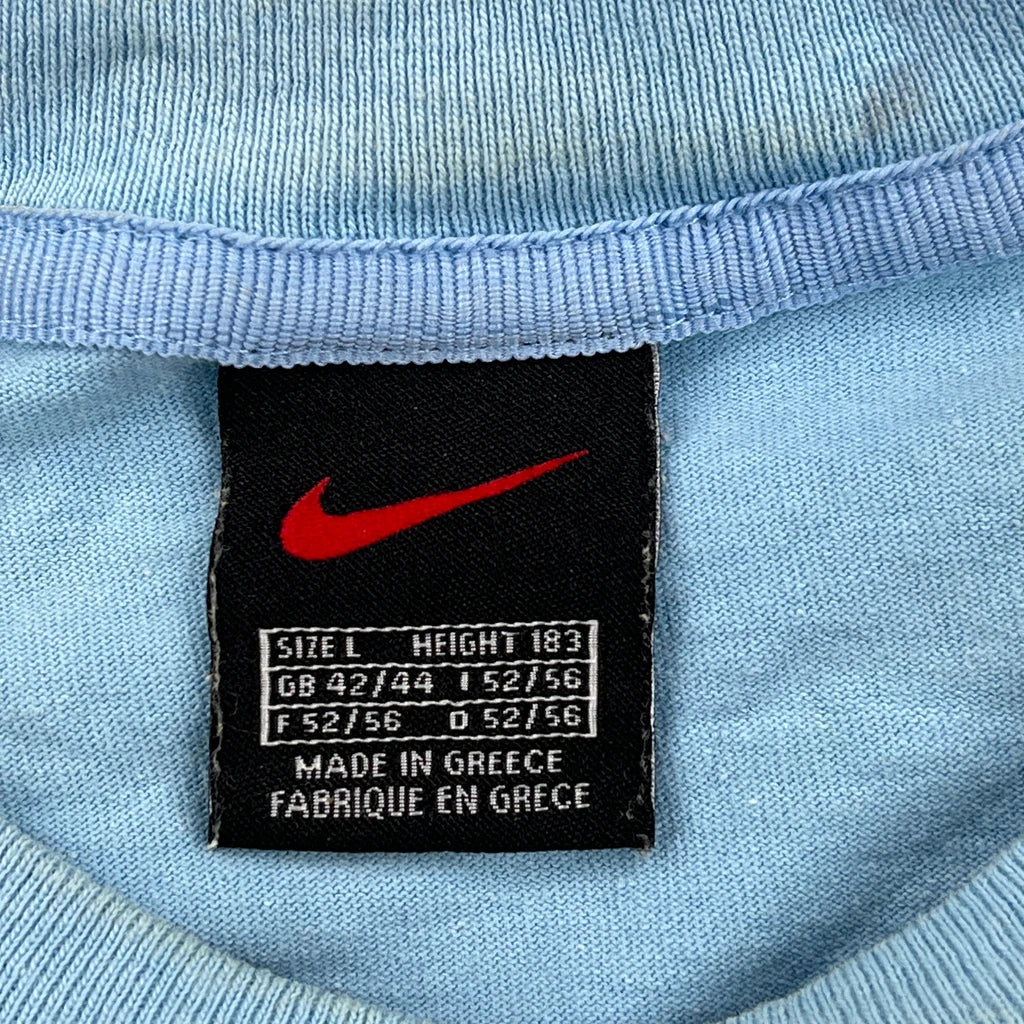 SIZE L HEIGHT 183
GB 42/44 I 52/56
F 52/56 D 52/56
MADE IN GREECE
FABRIQUE EN GRECE